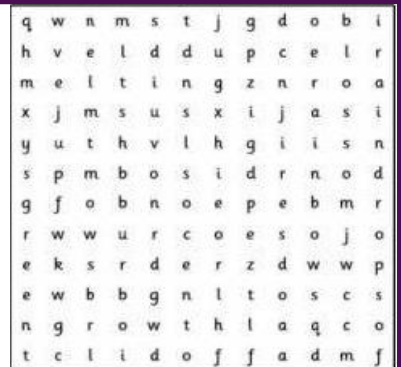 q w n m s t j g d o b i
h v e l d d u p c e l r
m e l t i n g z n r o a
x j m s u s x i j a s i
y u t h v l h g i i s n
s p m b o s i d r n o d
g f o b n o e p e b m r
r w w u r c o e s o j o
e k s r d e r z d w w p
e w b b g n l t o s c s
n g r o w t h l a q c o
t c l i d o f f a d m f